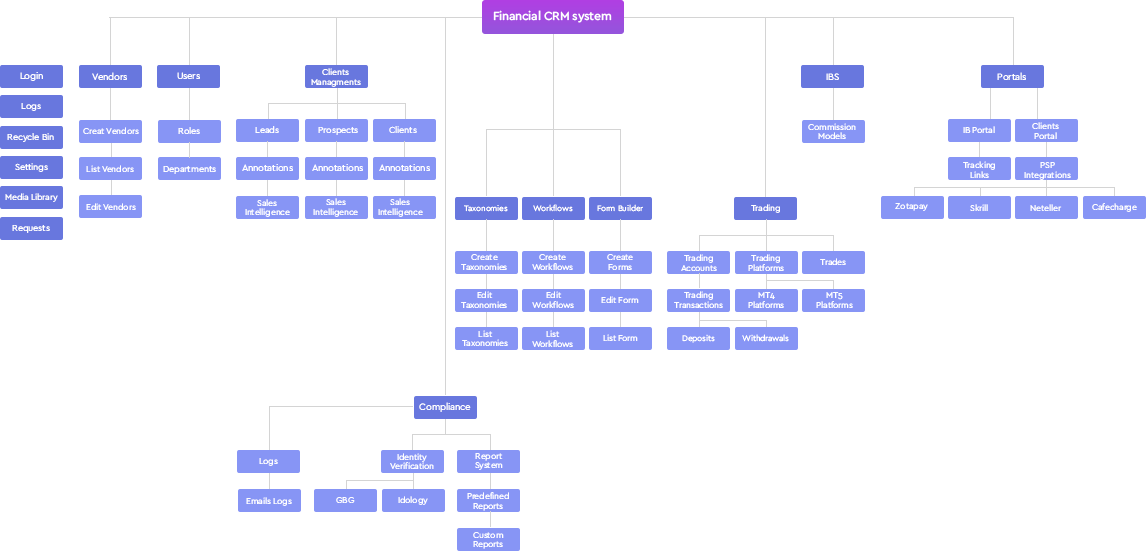 Financial CRM system
Login
Vendors
Users
Clients
Managments
IBS
Portals
Logs
Recycle Bin
Settings
Media Library
Requests
Creat Vendors
List Vendors
Edit Vendors
Roles
Departments
Leads
Prospects
Clients
Annotations
Annotations
Annotations
Sales
Intelligence
Sales
Intelligence
Sales
Intelligence
Commission
Models
IB Portal
Clients
Portal
Tracking
Links
PSP
Integrations
Zotapay
Skrill
Neteller
Cafecharge
Taxonomies
Workflows
Form Builder
Trading
Create
Taxonomies
Create
Workflows
Create
Forms
Edit
Taxonomies
Edit
Workflows
Edit Form
List
Taxonomies
List
Workflows
List Form
Trading
Accounts
Trading
Platforms
Trades
Trading
Transactions
MT4
Platforms
MT5
Platforms
Deposits
Withdrawals
Compliance
Logs
Identity
Verification
Report
System
Emails Logs
GBG
Idology
Predefined
Reports
Custom
Reports